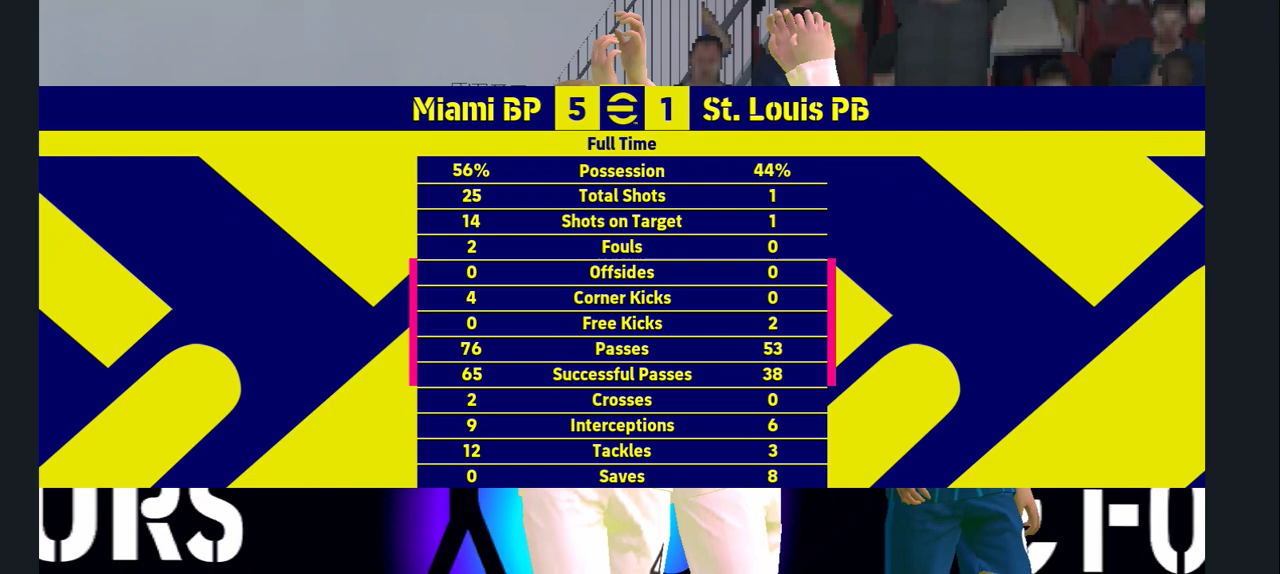 Miami BP 5 1 St. Louis PB
Full Time
56% Possession 44%
25 Total Shots 1
14 Shots on Target 1
2 Fouls 0
0 Offsides 0
4 Corner Kicks 0
0 Free Kicks 2
76 Passes 53
65 Successful Passes 38
2 Crosses 0
9 Interceptions 6
12 Tackles 3
0 Saves 8
URS